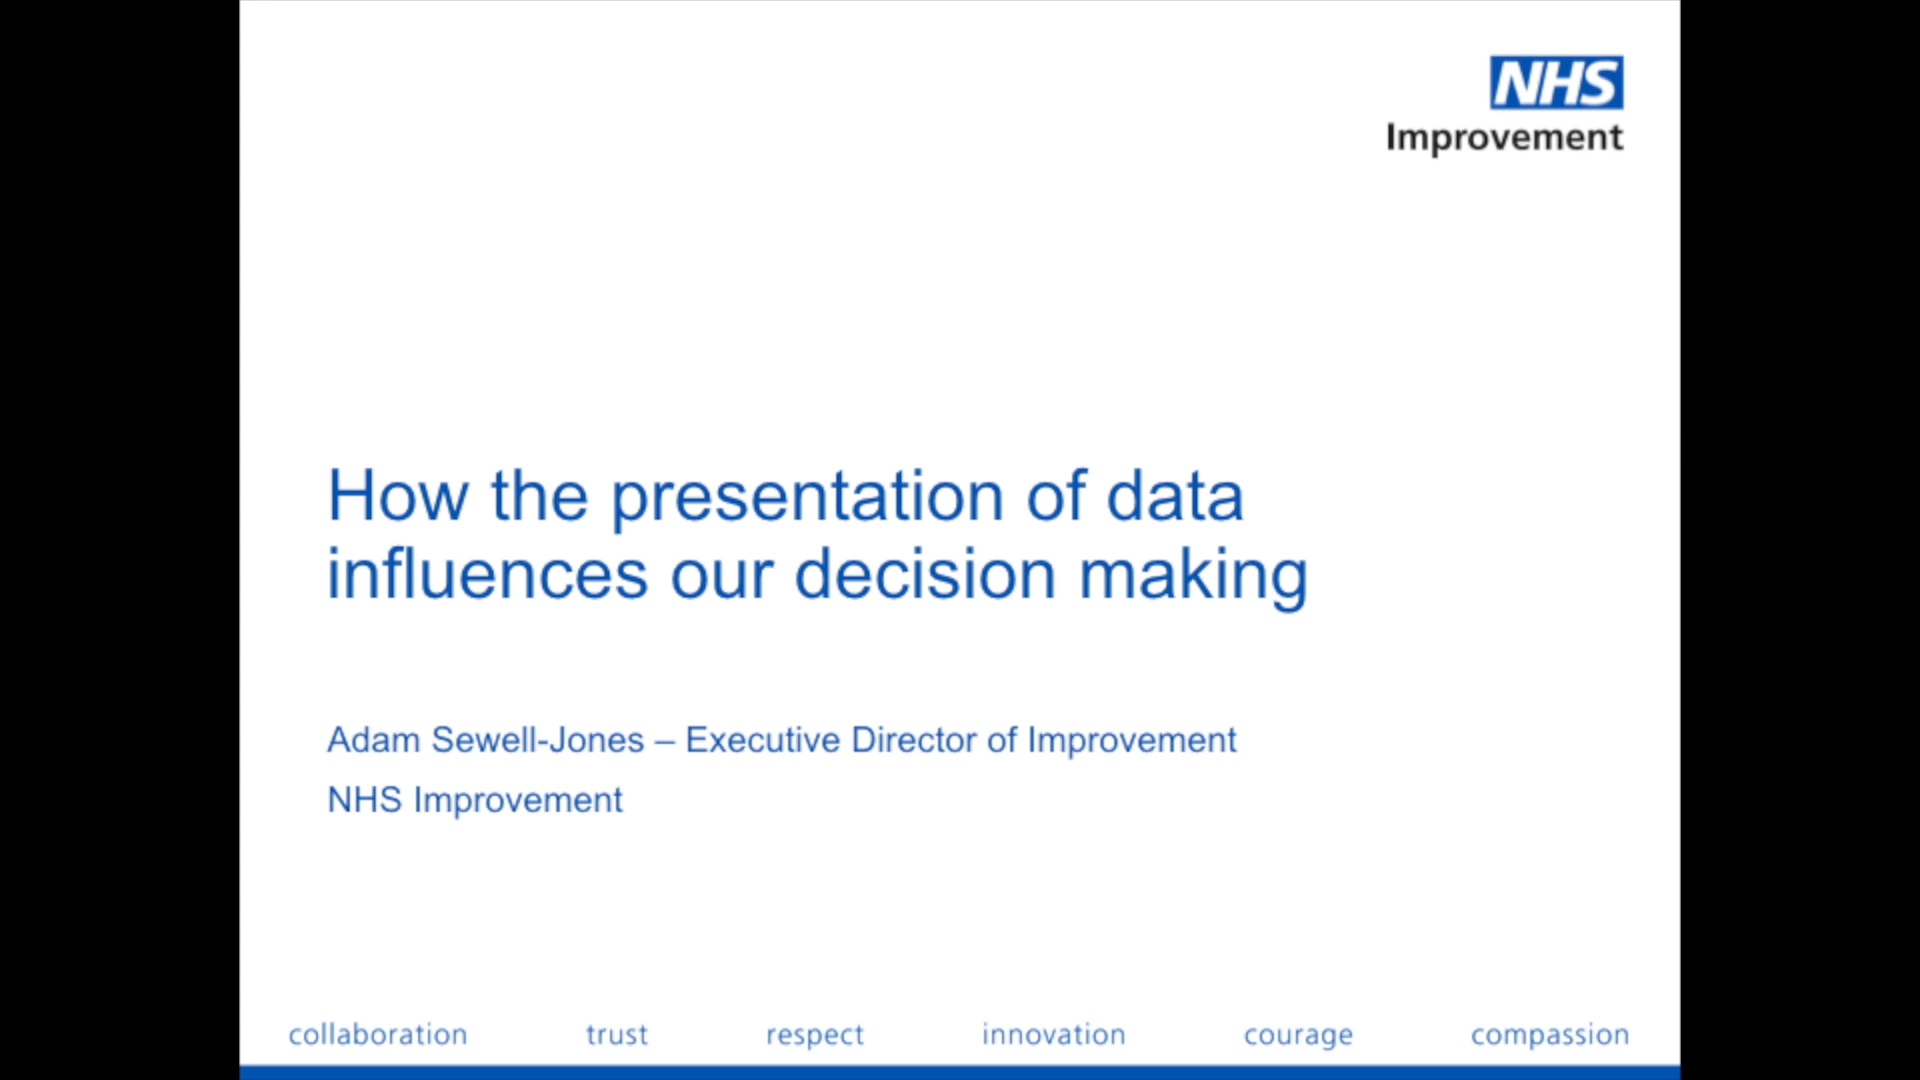 NHS
Improvement
How the presentation of data
influences our decision making
Adam Sewell-Jones – Executive Director of Improvement
NHS Improvement
collaboration trust respect innovation courage compassion